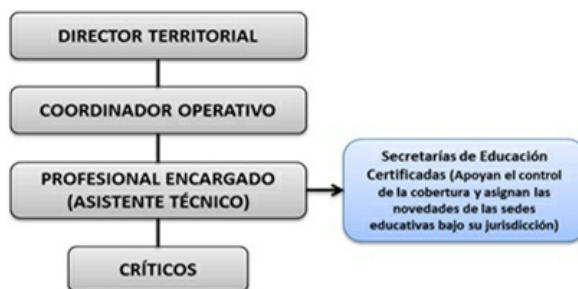 DIRECTOR TERRITORIAL
COORDINADOR OPERATIVO
PROFESIONAL ENCARGADO
(ASISTENTE TÉCNICO)
CRÍTICOS
Secretarías de Educación
Certificadas (Apoyan el control
de la cobertura y asignan las
novedades de las sedes
educativas bajo su jurisdicción)